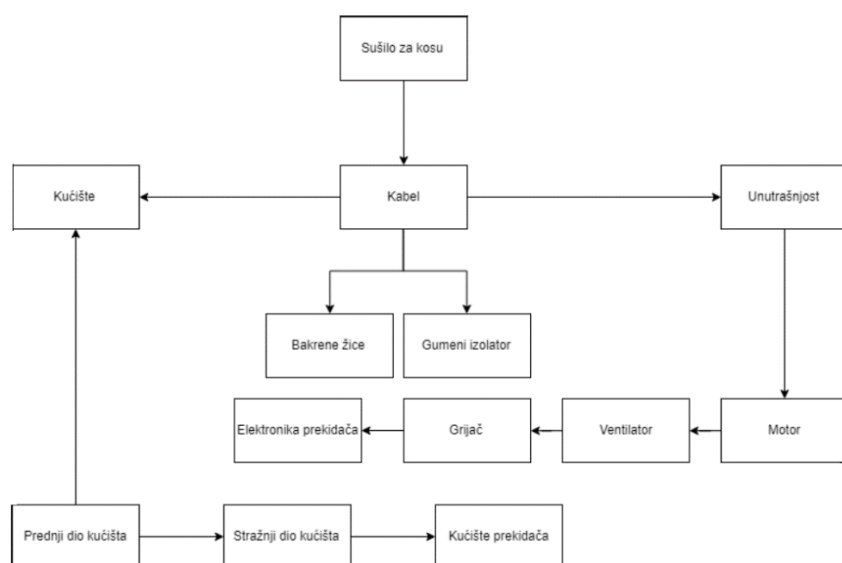 Sušilo za kosu
Kućište
Kabel
Unutrašnjost
Bakrene žice
Gumeni izolator
Elektronika prekidača
Grijač
Ventilator
Motor
Prednji dio kućišta
Stražnji dio kućišta
Kućište prekidača